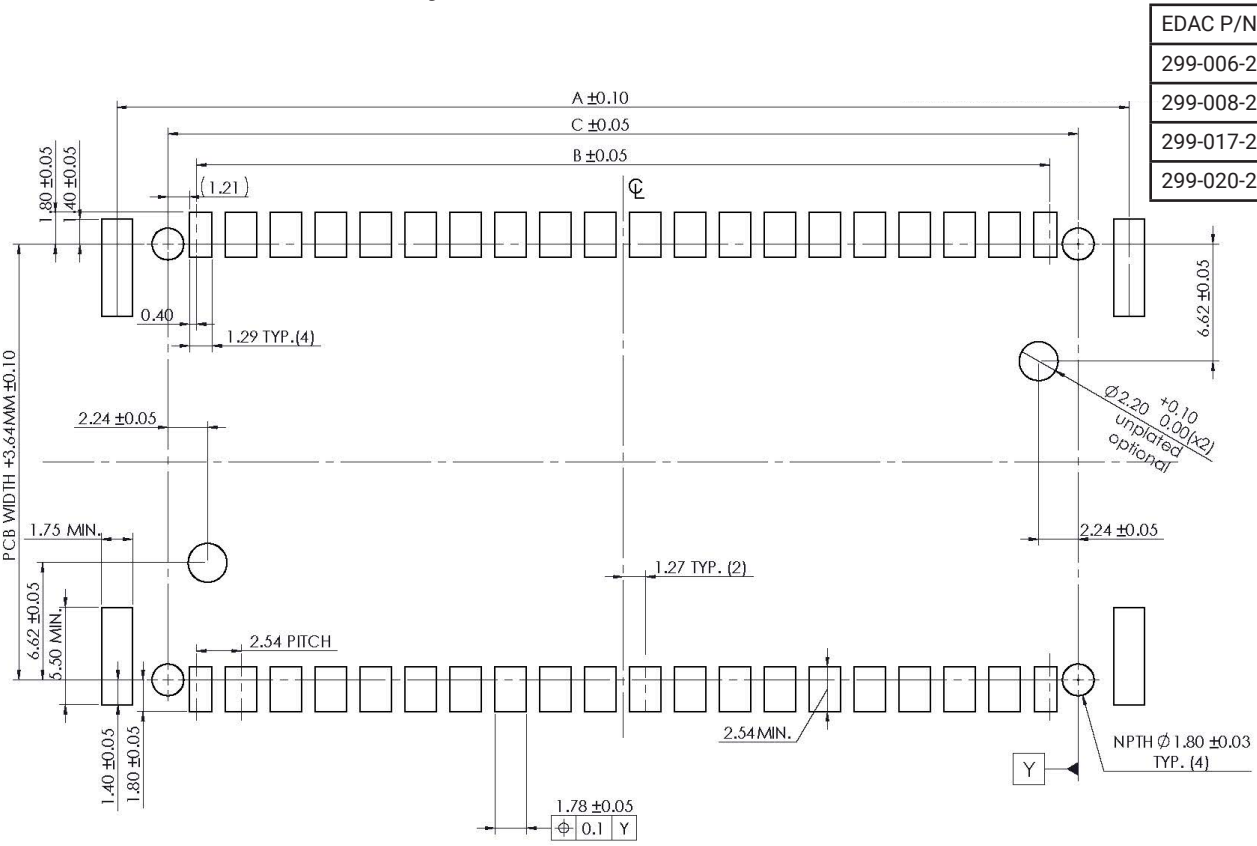 EDAC P/N
299-006-2
299-008-2
299-017-2
299-020-2
A ±0.10
C ±0.05
B ±0.05
1.80 ±0.05
1.40 ±0.05
(1.21)
℄
0.40
1.29 TYP.(4)
6.62 ±0.05
PCB WIDTH +3.64MM ±0.10
2.24 ±0.05
Ø2.20 +0.10
0.00(x2)
unplated
optional
1.75 MIN.
2.24 ±0.05
6.62 ±0.05
5.50 MIN.
1.27 TYP. (2)
2.54 PITCH
2.54 MIN.
1.40 ±0.05
1.80 ±0.05
NPTH Ø 1.80 ±0.03
TYP. (4)
Y
1.78 ±0.05
⌖ 0.1 Y